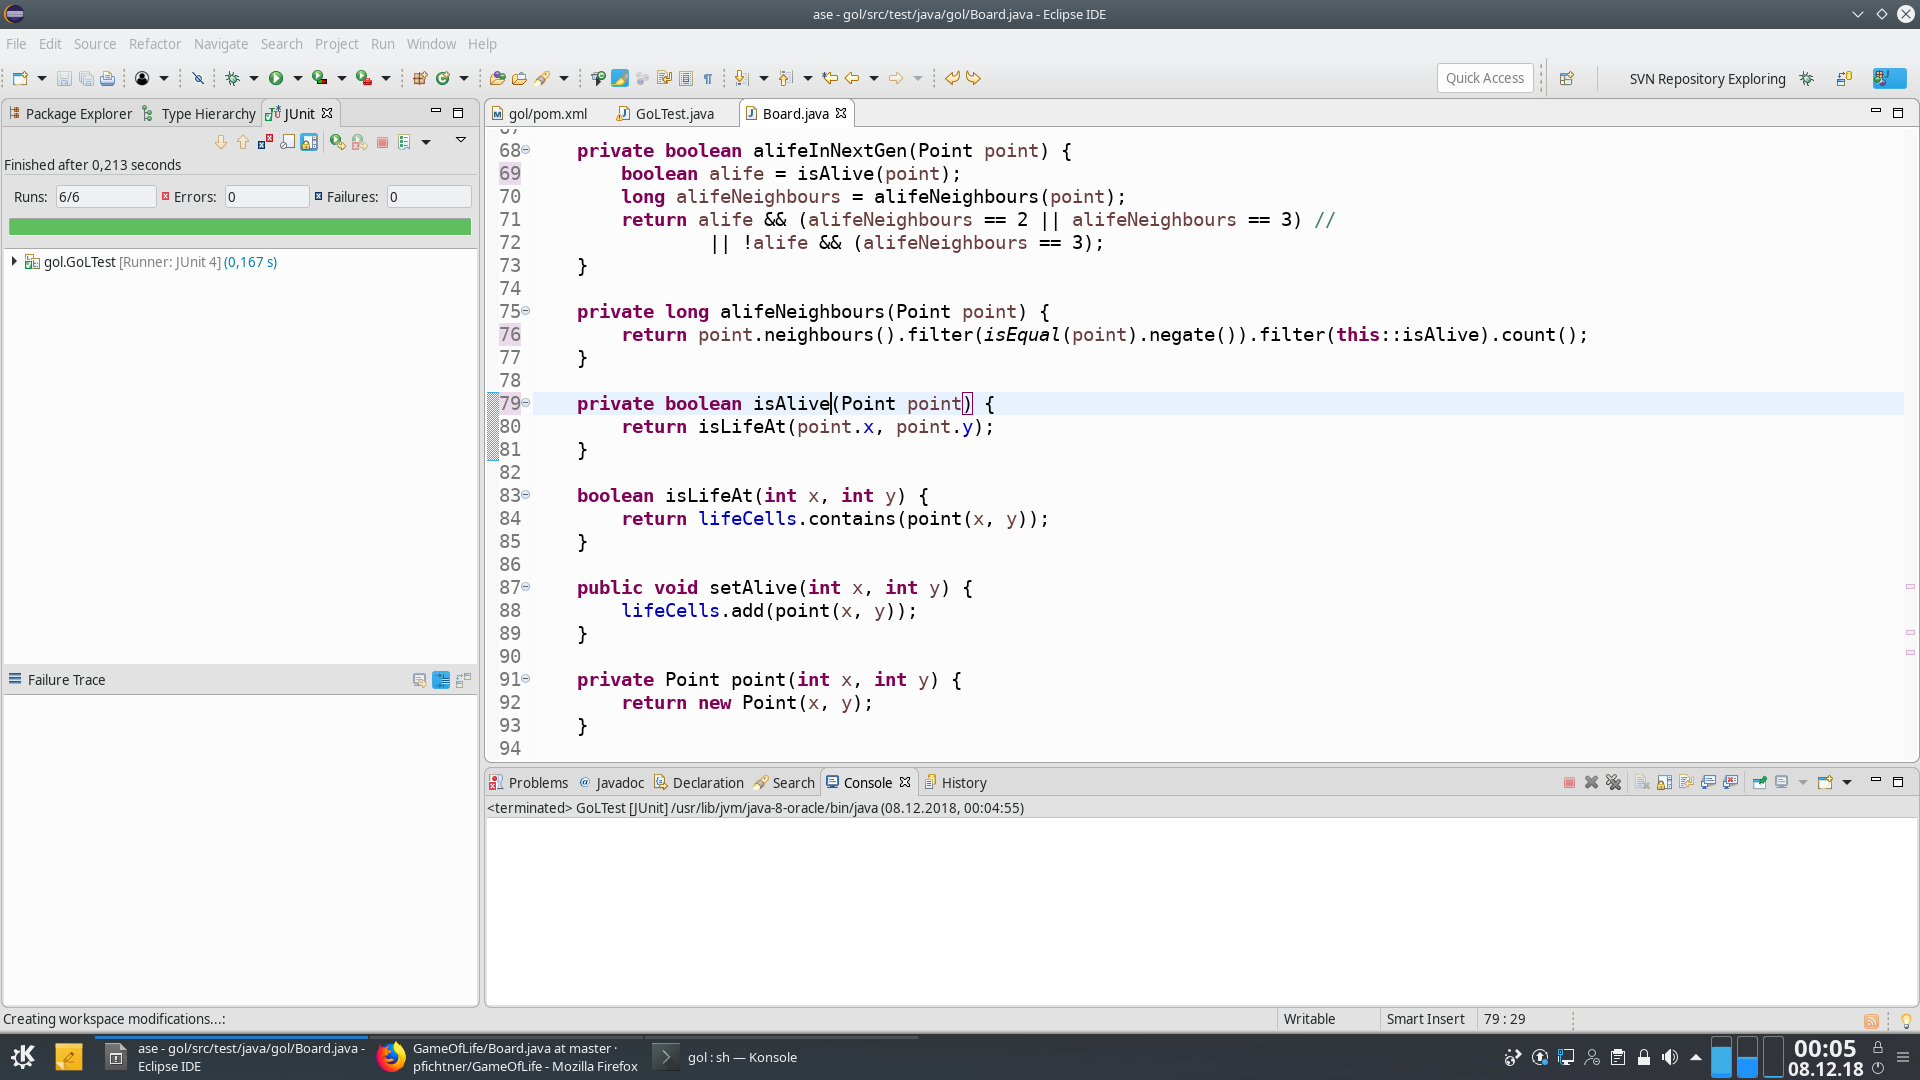 ase - gol/src/test/java/gol/Board.java - Eclipse IDE
File Edit Source Refactor Navigate Search Project Run Window Help
Quick Access
SVN Repository Exploring
Package Explorer Type Hierarchy JUnit
gol/pom.xml GoLTest.java Board.java
Finished after 0,213 seconds
Runs: 6/6 Errors: 0 Failures: 0
gol.GoLTest [Runner: JUnit 4] (0,167 s)
Failure Trace
68 private boolean alifeInNextGen(Point point) {
69 boolean alife = isAlive(point);
70 long alifeNeighbours = alifeNeighbours(point);
71 return alife && (alifeNeighbours == 2 || alifeNeighbours == 3) //
72 || !alife && (alifeNeighbours == 3);
73 }
74
75 private long alifeNeighbours(Point point) {
76 return point.neighbours().filter(isEqual(point).negate()).filter(this::isAlive).count();
77 }
78
79 private boolean isAlive(Point point) {
80 return isLifeAt(point.x, point.y);
81 }
82
83 boolean isLifeAt(int x, int y) {
84 return lifeCells.contains(point(x, y));
85 }
86
87 public void setAlive(int x, int y) {
88 lifeCells.add(point(x, y));
89 }
90
91 private Point point(int x, int y) {
92 return new Point(x, y);
93 }
94
Problems Javadoc Declaration Search Console History
<terminated> GoLTest [JUnit] /usr/lib/jvm/java-8-oracle/bin/java (08.12.2018, 00:04:55)
Creating workspace modifications...:
Writable Smart Insert 79 : 29
ase - gol/src/test/java/gol/Board.java -
Eclipse IDE
GameOfLife/Board.java at master ·
pfichtner/GameOfLife - Mozilla Firefox
gol : sh — Konsole
00:05
08.12.18